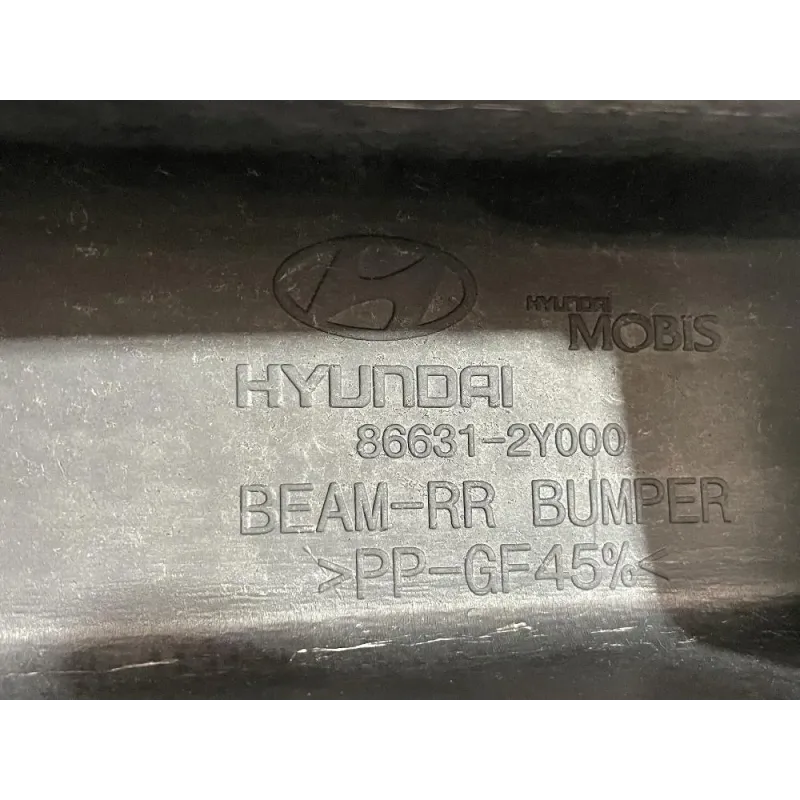 HYUNDAI
MOBIS
HYUNDAI
86631-2Y000
BEAM-RR BUMPER
>PP-GF45%<